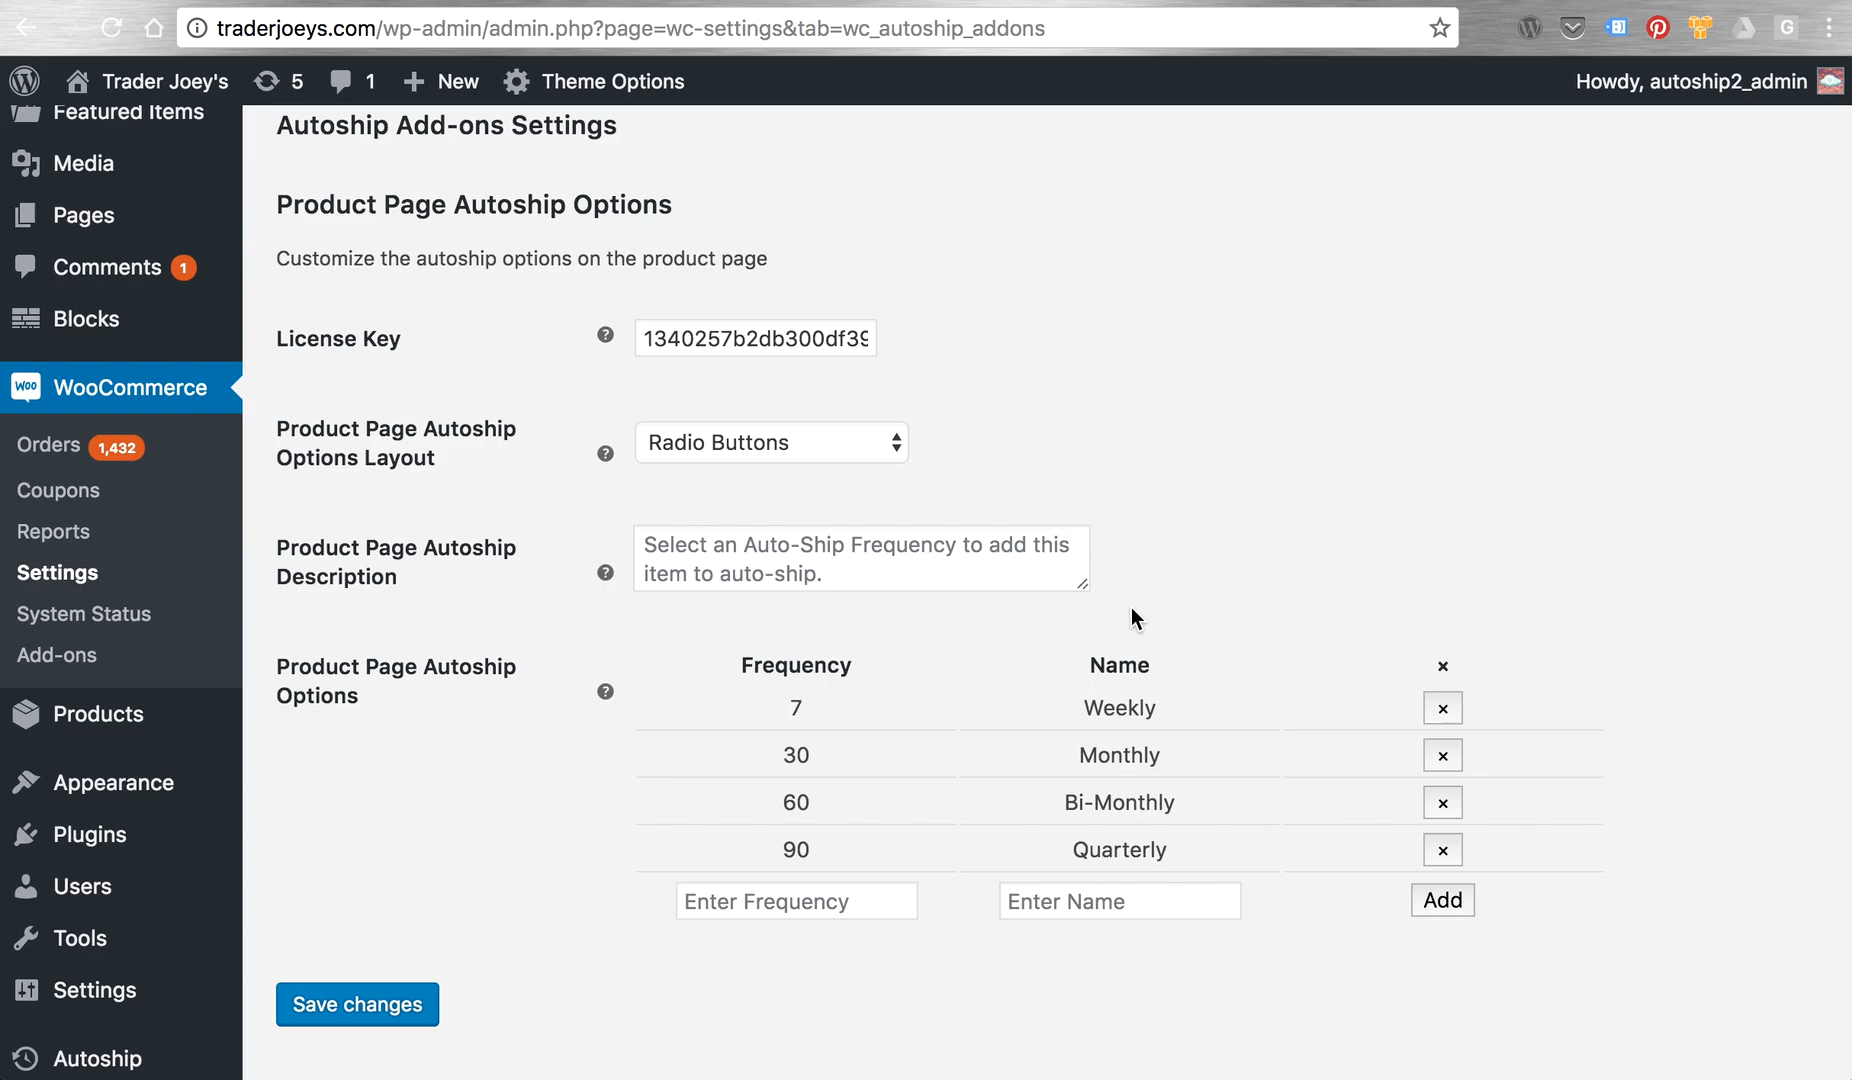 traderjoeys.com/wp-admin/admin.php?page=wc-settings&tab=wc_autoship_addons
G
Trader Joey's 5 1 New Theme Options Howdy, autoship2_admin
Featured Items
Media
Pages
Comments 1
Blocks
Woo WooCommerce
Orders 1,432
Coupons
Reports
Settings
System Status
Add-ons
Products
Appearance
Plugins
Users
Tools
Settings
Autoship
Autoship Add-ons Settings
Product Page Autoship Options
Customize the autoship options on the product page
License Key ? 1340257b2db300df39
Product Page Autoship
Options Layout ? Radio Buttons
Product Page Autoship
Description ?
Select an Auto-Ship Frequency to add this
item to auto-ship.
Product Page Autoship
Options ?
Frequency Name ×
7 Weekly ×
30 Monthly ×
60 Bi-Monthly ×
90 Quarterly ×
Enter Frequency Enter Name Add
Save changes